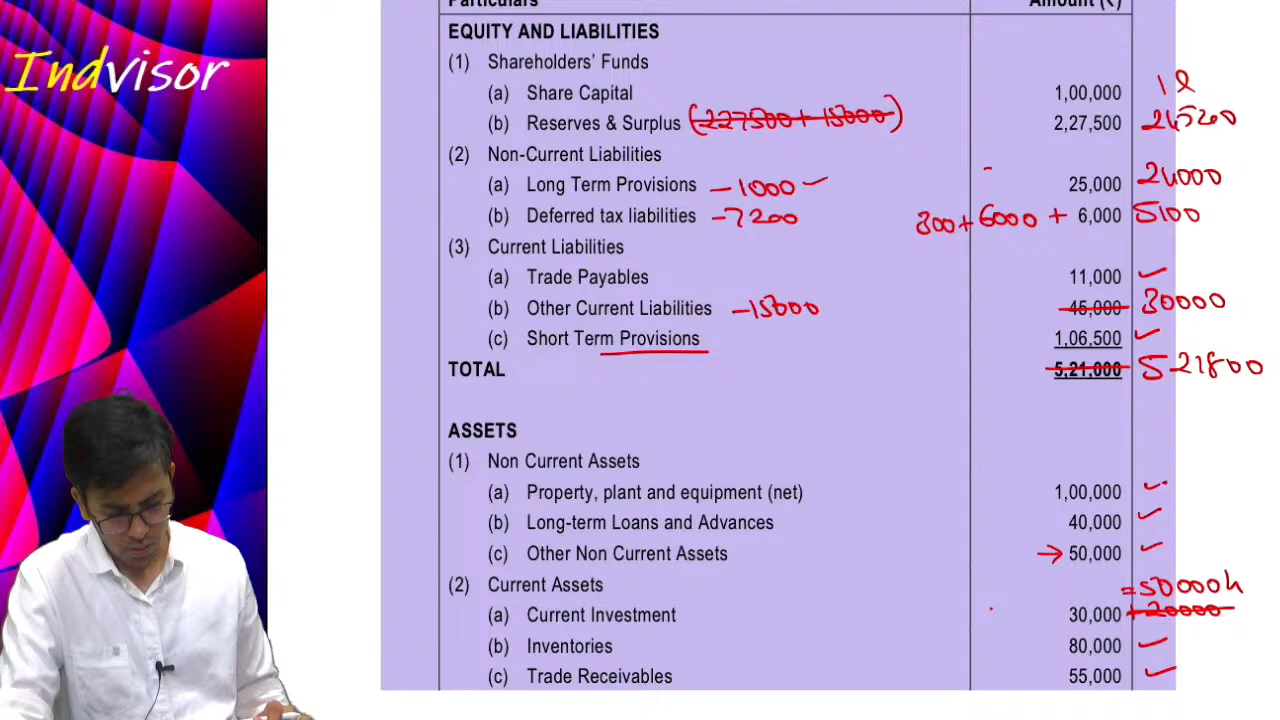 Particulars Amount (₹)
Indvisor
EQUITY AND LIABILITIES
(1) Shareholders' Funds
(a) Share Capital 1,00,000 1l
(b) Reserves & Surplus (227500 + 15000) 2,27,500
(2) Non-Current Liabilities
(a) Long Term Provisions –1000 25,000 24000
(b) Deferred tax liabilities –7200 300+6000 + 6,000 5100
(3) Current Liabilities
(a) Trade Payables 11,000
(b) Other Current Liabilities –15000 45,000 30000
(c) Short Term Provisions 1,06,500
TOTAL 5,21,000 521800
ASSETS
(1) Non Current Assets
(a) Property, plant and equipment (net) 1,00,000
(b) Long-term Loans and Advances 40,000
(c) Other Non Current Assets → 50,000
(2) Current Assets = 50000
(a) Current Investment 30,000 +20000
(b) Inventories 80,000
(c) Trade Receivables 55,000